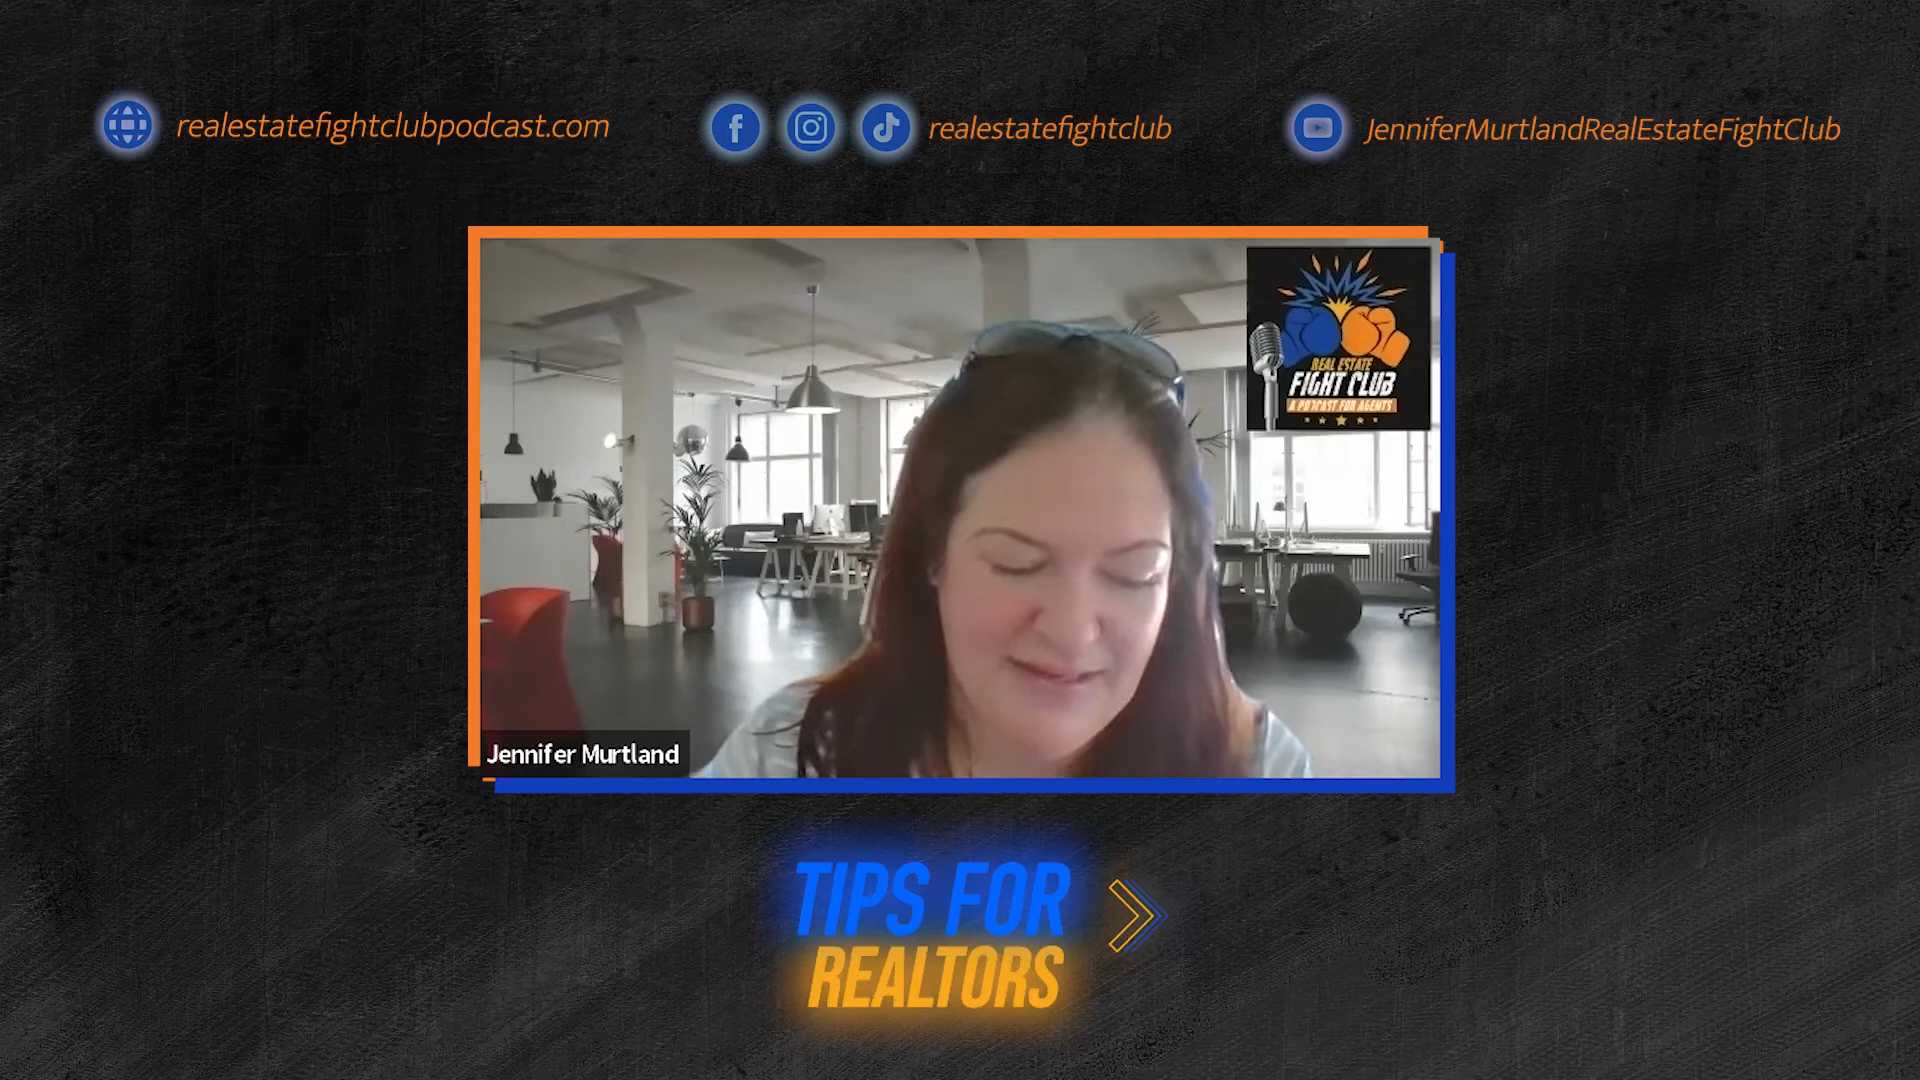 realestatefightclubpodcast.com
realestatefightclub
JenniferMurtlandRealEstateFightClub
REAL ESTATE
FIGHT CLUB
A PODCAST FOR AGENTS
Jennifer Murtland
TIPS FOR
REALTORS